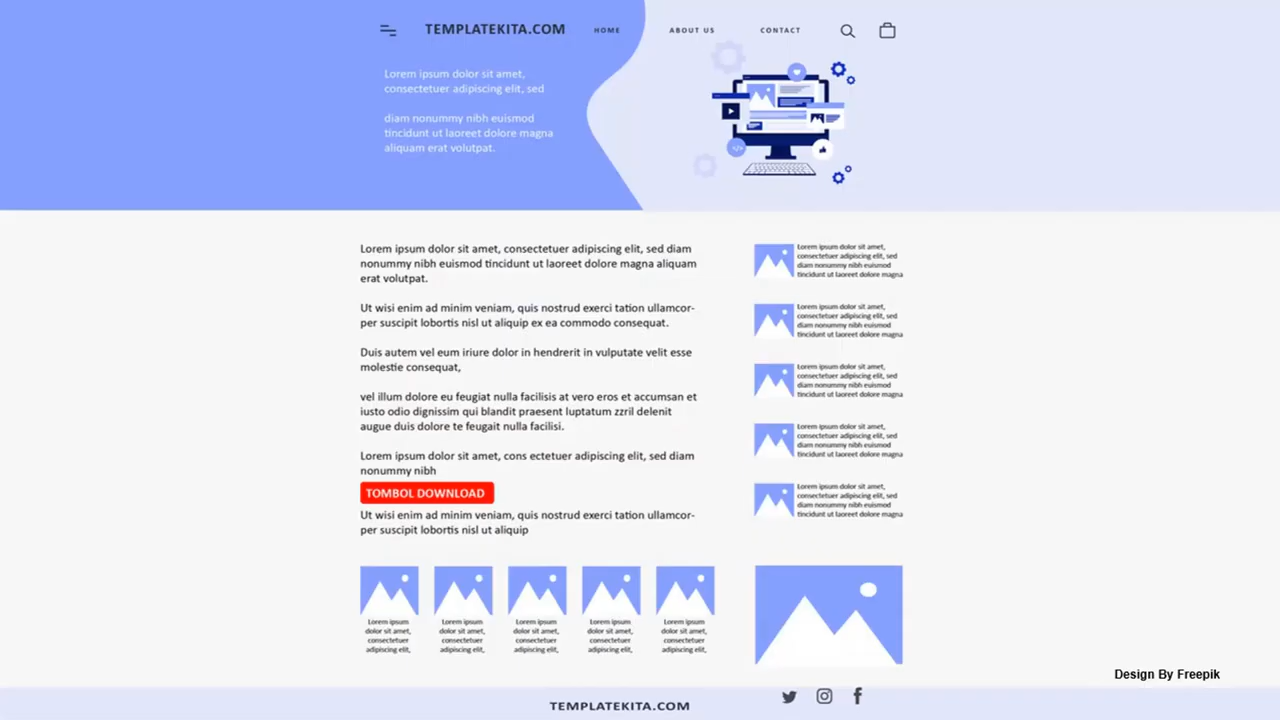 TEMPLATEKITA.COM
HOME
ABOUT US
CONTACT
Lorem ipsum dolor sit amet,
consectetuer adipiscing elit, sed
diam nonummy nibh euismod
tincidunt ut laoreet dolore magna
aliquam erat volutpat.
Lorem ipsum dolor sit amet, consectetuer adipiscing elit, sed diam
nonummy nibh euismod tincidunt ut laoreet dolore magna aliquam
erat volutpat.
Ut wisi enim ad minim veniam, quis nostrud exerci tation ullamcor-
per suscipit lobortis nisl ut aliquip ex ea commodo consequat.
Duis autem vel eum iriure dolor in hendrerit in vulputate velit esse
molestie consequat,
vel illum dolore eu feugiat nulla facilisis at vero eros et accumsan et
iusto odio dignissim qui blandit praesent luptatum zzril delenit
augue duis dolore te feugait nulla facilisi.
Lorem ipsum dolor sit amet, cons ectetuer adipiscing elit, sed diam
nonummy nibh
TOMBOL DOWNLOAD
Ut wisi enim ad minim veniam, quis nostrud exerci tation ullamcor-
per suscipit lobortis nisl ut aliquip
Lorem ipsum dolor sit amet,
consectetuer adipiscing elit, sed
diam nonummy nibh euismod
tincidunt ut laoreet dolore magna
Lorem ipsum dolor sit amet,
consectetuer adipiscing elit, sed
diam nonummy nibh euismod
tincidunt ut laoreet dolore magna
Lorem ipsum dolor sit amet,
consectetuer adipiscing elit, sed
diam nonummy nibh euismod
tincidunt ut laoreet dolore magna
Lorem ipsum dolor sit amet,
consectetuer adipiscing elit, sed
diam nonummy nibh euismod
tincidunt ut laoreet dolore magna
Lorem ipsum dolor sit amet,
consectetuer adipiscing elit, sed
diam nonummy nibh euismod
tincidunt ut laoreet dolore magna
Lorem ipsum
dolor sit amet,
consectetuer
adipiscing elit,
Lorem ipsum
dolor sit amet,
consectetuer
adipiscing elit,
Lorem ipsum
dolor sit amet,
consectetuer
adipiscing elit,
Lorem ipsum
dolor sit amet,
consectetuer
adipiscing elit,
Lorem ipsum
dolor sit amet,
consectetuer
adipiscing elit,
Design By Freepik
TEMPLATEKITA.COM